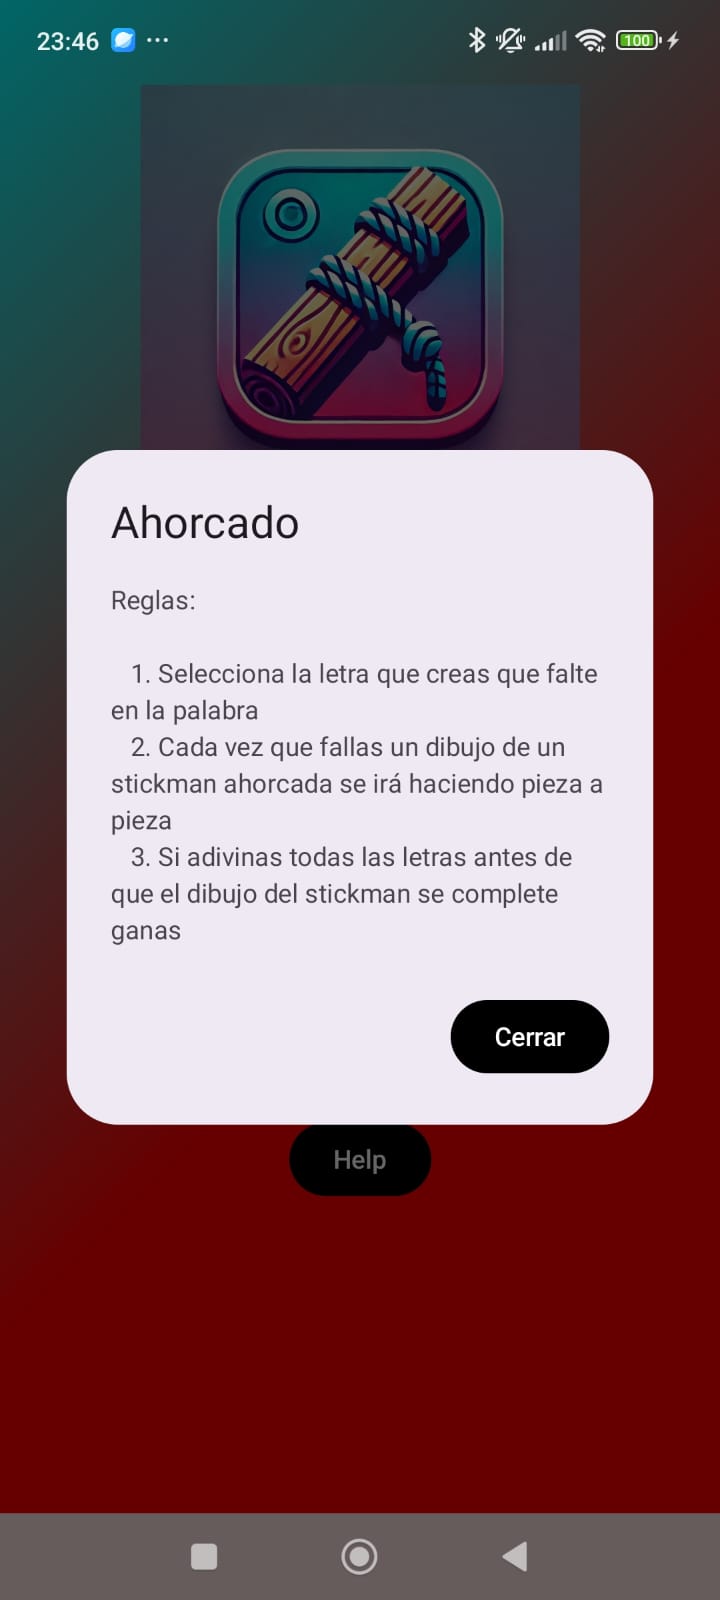 23:46
100
Ahorcado
Reglas:
1. Selecciona la letra que creas que falte
en la palabra
2. Cada vez que fallas un dibujo de un
stickman ahorcada se irá haciendo pieza a
pieza
3. Si adivinas todas las letras antes de
que el dibujo del stickman se complete
ganas
Cerrar
Help